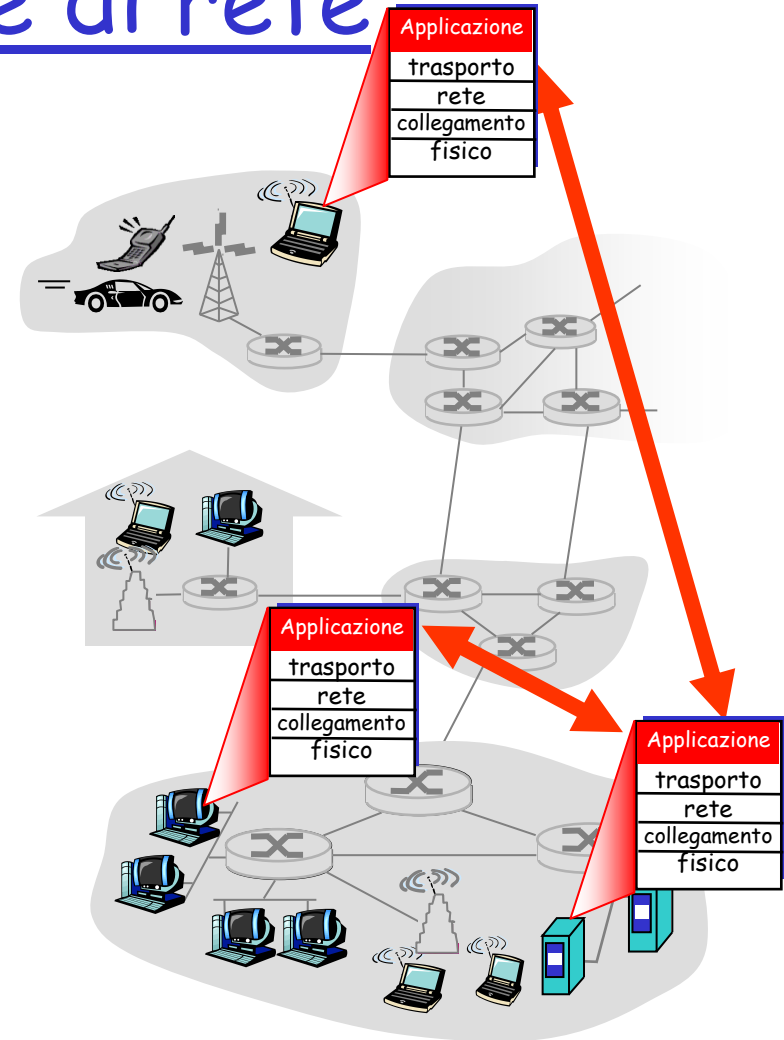 e di rete
Applicazione
trasporto
rete
collegamento
fisico
Applicazione
trasporto
rete
collegamento
fisico
Applicazione
trasporto
rete
collegamento
fisico